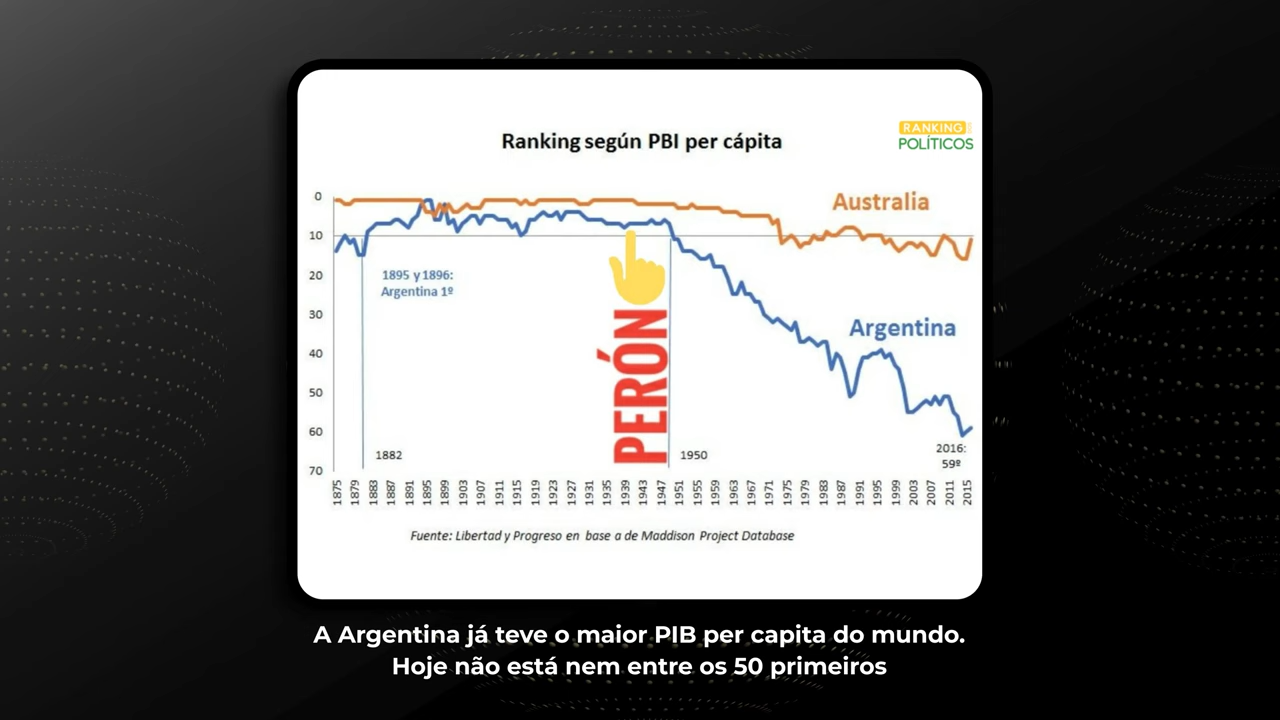 Ranking según PBI per cápita
RANKING
POLÍTICOS
0
10
20
30
40
50
60
70
Australia
1895 y 1896:
Argentina 1º
Argentina
PERÓN
1882
1950
2016:
59º
1875 1879 1883 1887 1891 1895 1899 1903 1907 1911 1915 1919 1923 1927 1931 1935 1939 1943 1947 1951 1955 1959 1963 1967 1971 1975 1979 1983 1987 1991 1995 1999 2003 2007 2011 2015
Fuente: Libertad y Progreso en base a de Maddison Project Database
A Argentina já teve o maior PIB per capita do mundo.
Hoje não está nem entre os 50 primeiros